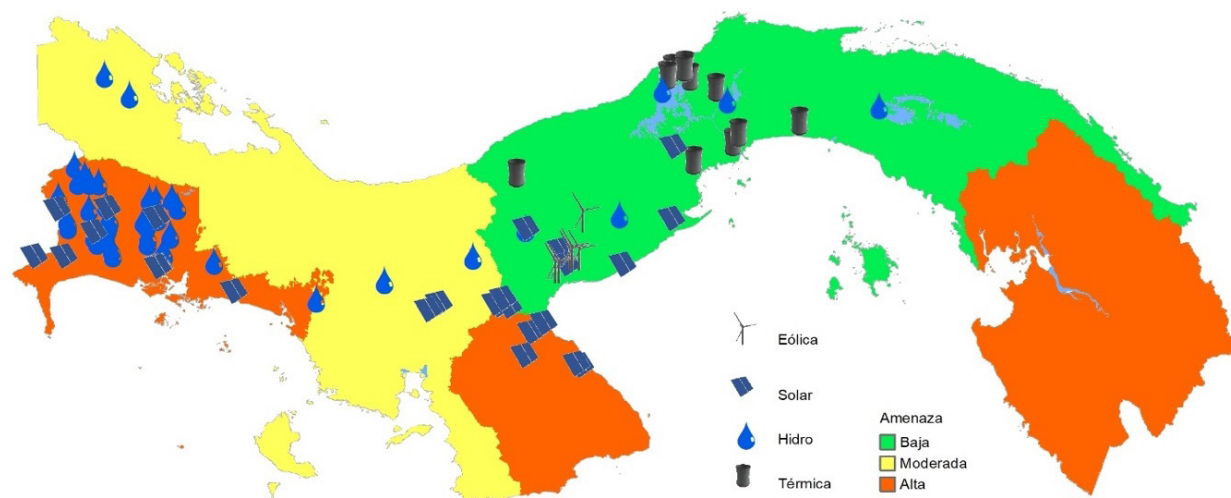 Eólica
Solar
Hidro
Térmica
Amenaza
Baja
Moderada
Alta